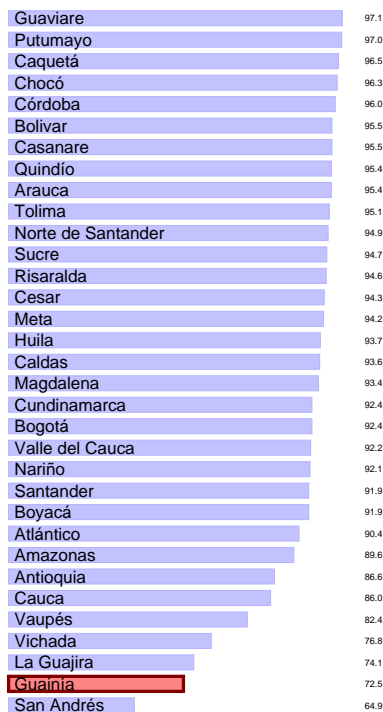 Guaviare 97.1
Putumayo 97.0
Caquetá 96.5
Chocó 96.3
Córdoba 96.0
Bolivar 95.5
Casanare 95.5
Quindío 95.4
Arauca 95.4
Tolima 95.1
Norte de Santander 94.9
Sucre 94.7
Risaralda 94.6
Cesar 94.3
Meta 94.2
Huila 93.7
Caldas 93.6
Magdalena 93.4
Cundinamarca 92.4
Bogotá 92.4
Valle del Cauca 92.2
Nariño 92.1
Santander 91.9
Boyacá 91.9
Atlántico 90.4
Amazonas 89.6
Antioquia 86.6
Cauca 86.0
Vaupés 82.4
Vichada 76.8
La Guajira 74.1
Guainía 72.5
San Andrés 64.9